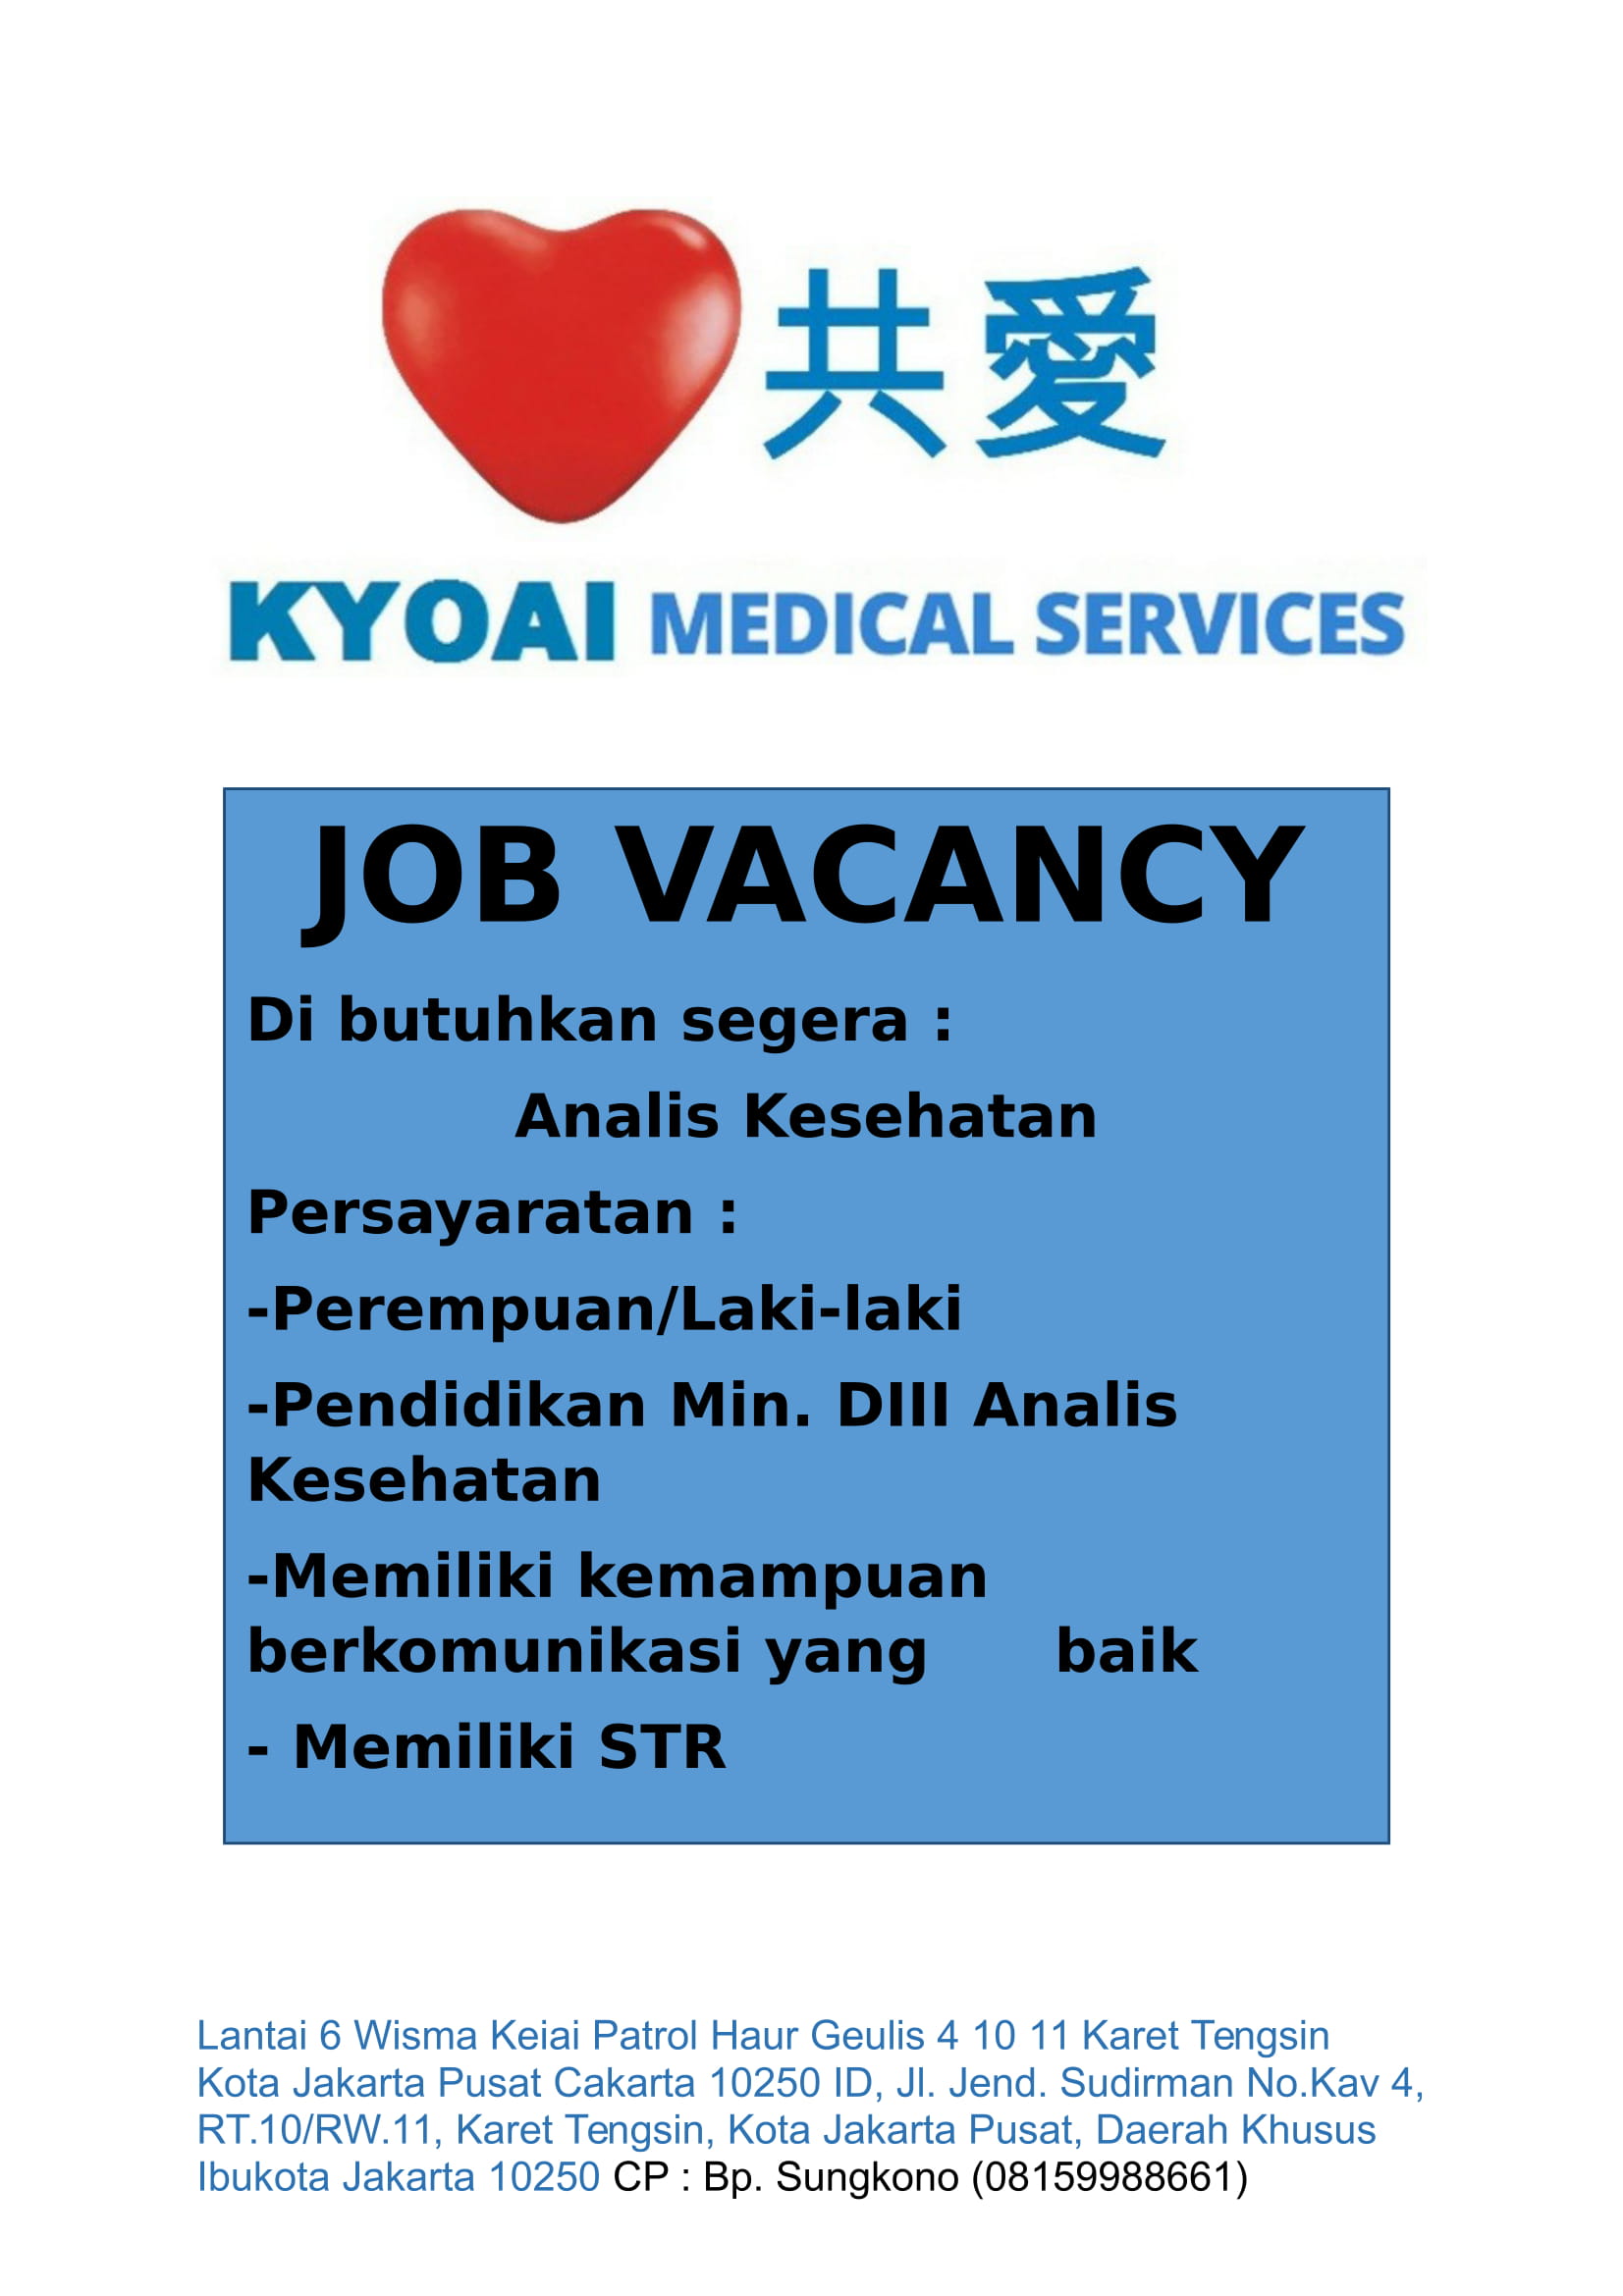 共愛
KYOAI MEDICAL SERVICES
JOB VACANCY
Di butuhkan segera :
Analis Kesehatan
Persayaratan :
-Perempuan/Laki-laki
-Pendidikan Min. DIII Analis
Kesehatan
-Memiliki kemampuan
berkomunikasi yang baik
- Memiliki STR
Lantai 6 Wisma Keiai Patrol Haur Geulis 4 10 11 Karet Tengsin
Kota Jakarta Pusat Cakarta 10250 ID, Jl. Jend. Sudirman No.Kav 4,
RT.10/RW.11, Karet Tengsin, Kota Jakarta Pusat, Daerah Khusus
Ibukota Jakarta 10250 CP : Bp. Sungkono (08159988661)